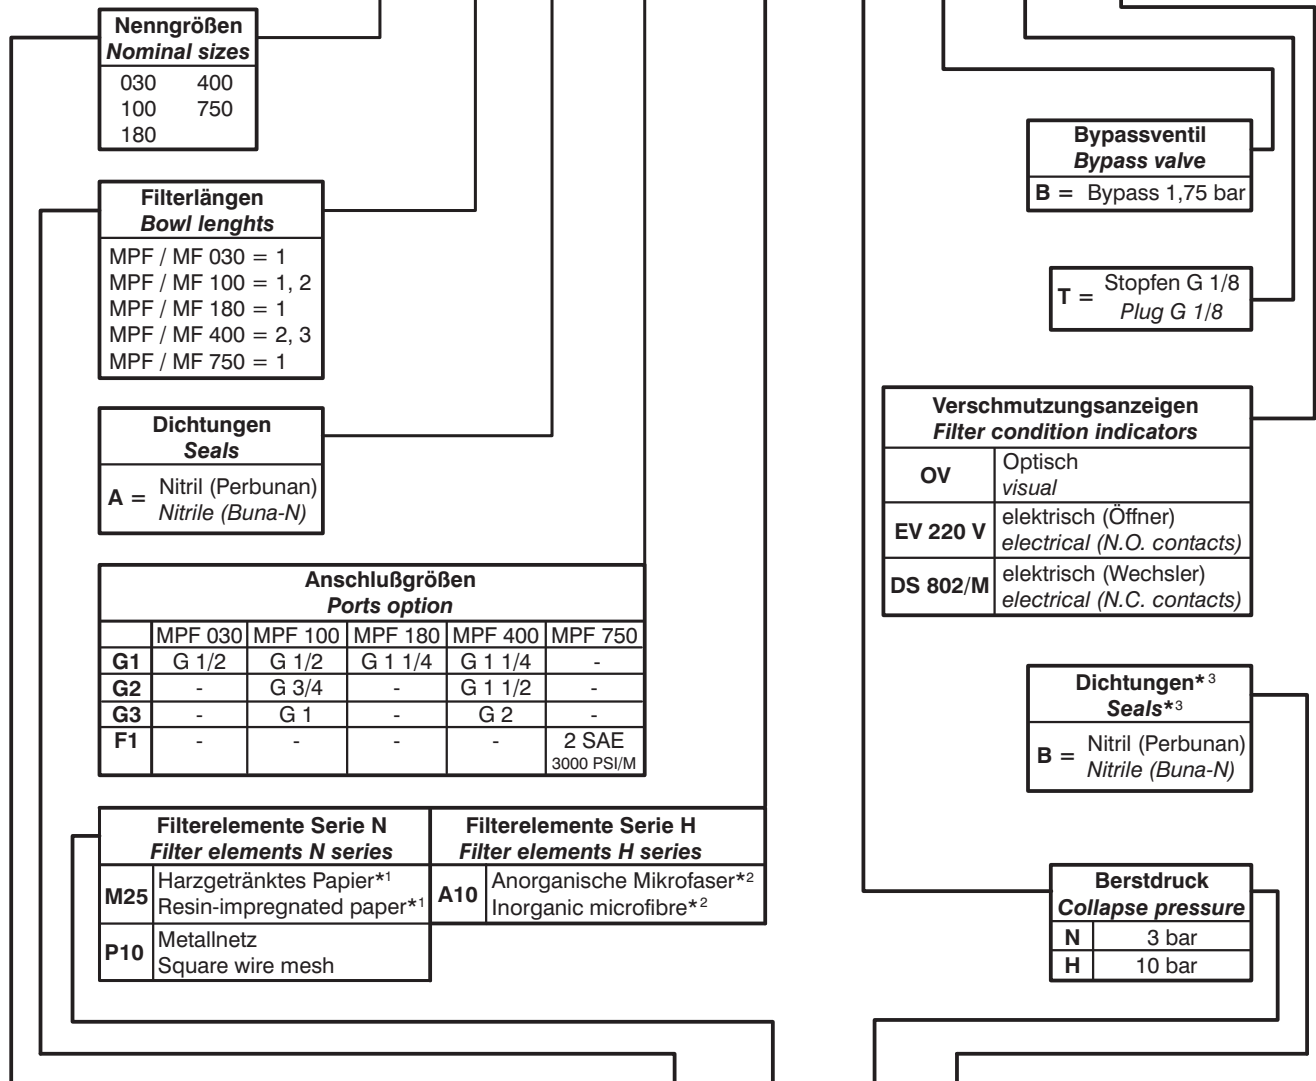 Nenngrößen
Nominal sizes
030 400
100 750
180
Filterlängen
Bowl lenghts
MPF / MF 030 = 1
MPF / MF 100 = 1, 2
MPF / MF 180 = 1
MPF / MF 400 = 2, 3
MPF / MF 750 = 1
Dichtungen
Seals
A = Nitril (Perbunan)
Nitrile (Buna-N)
Anschlußgrößen
Ports option
MPF 030 MPF 100 MPF 180 MPF 400 MPF 750
G1 G 1/2 G 1/2 G 1 1/4 G 1 1/4 -
G2 - G 3/4 - G 1 1/2 -
G3 - G 1 - G 2 -
F1 - - - - 2 SAE
3000 PSI/M
Filterelemente Serie N
Filter elements N series
M25 Harzgetränktes Papier*1
Resin-impregnated paper*1
P10 Metallnetz
Square wire mesh
Filterelemente Serie H
Filter elements H series
A10 Anorganische Mikrofaser*2
Inorganic microfibre*2
Bypassventil
Bypass valve
B = Bypass 1,75 bar
T = Stopfen G 1/8
Plug G 1/8
Verschmutzungsanzeigen
Filter condition indicators
OV Optisch
visual
EV 220 V elektrisch (Öffner)
electrical (N.O. contacts)
DS 802/M elektrisch (Wechsler)
electrical (N.C. contacts)
Dichtungen*3
Seals*3
B = Nitril (Perbunan)
Nitrile (Buna-N)
Berstdruck
Collapse pressure
N 3 bar
H 10 bar